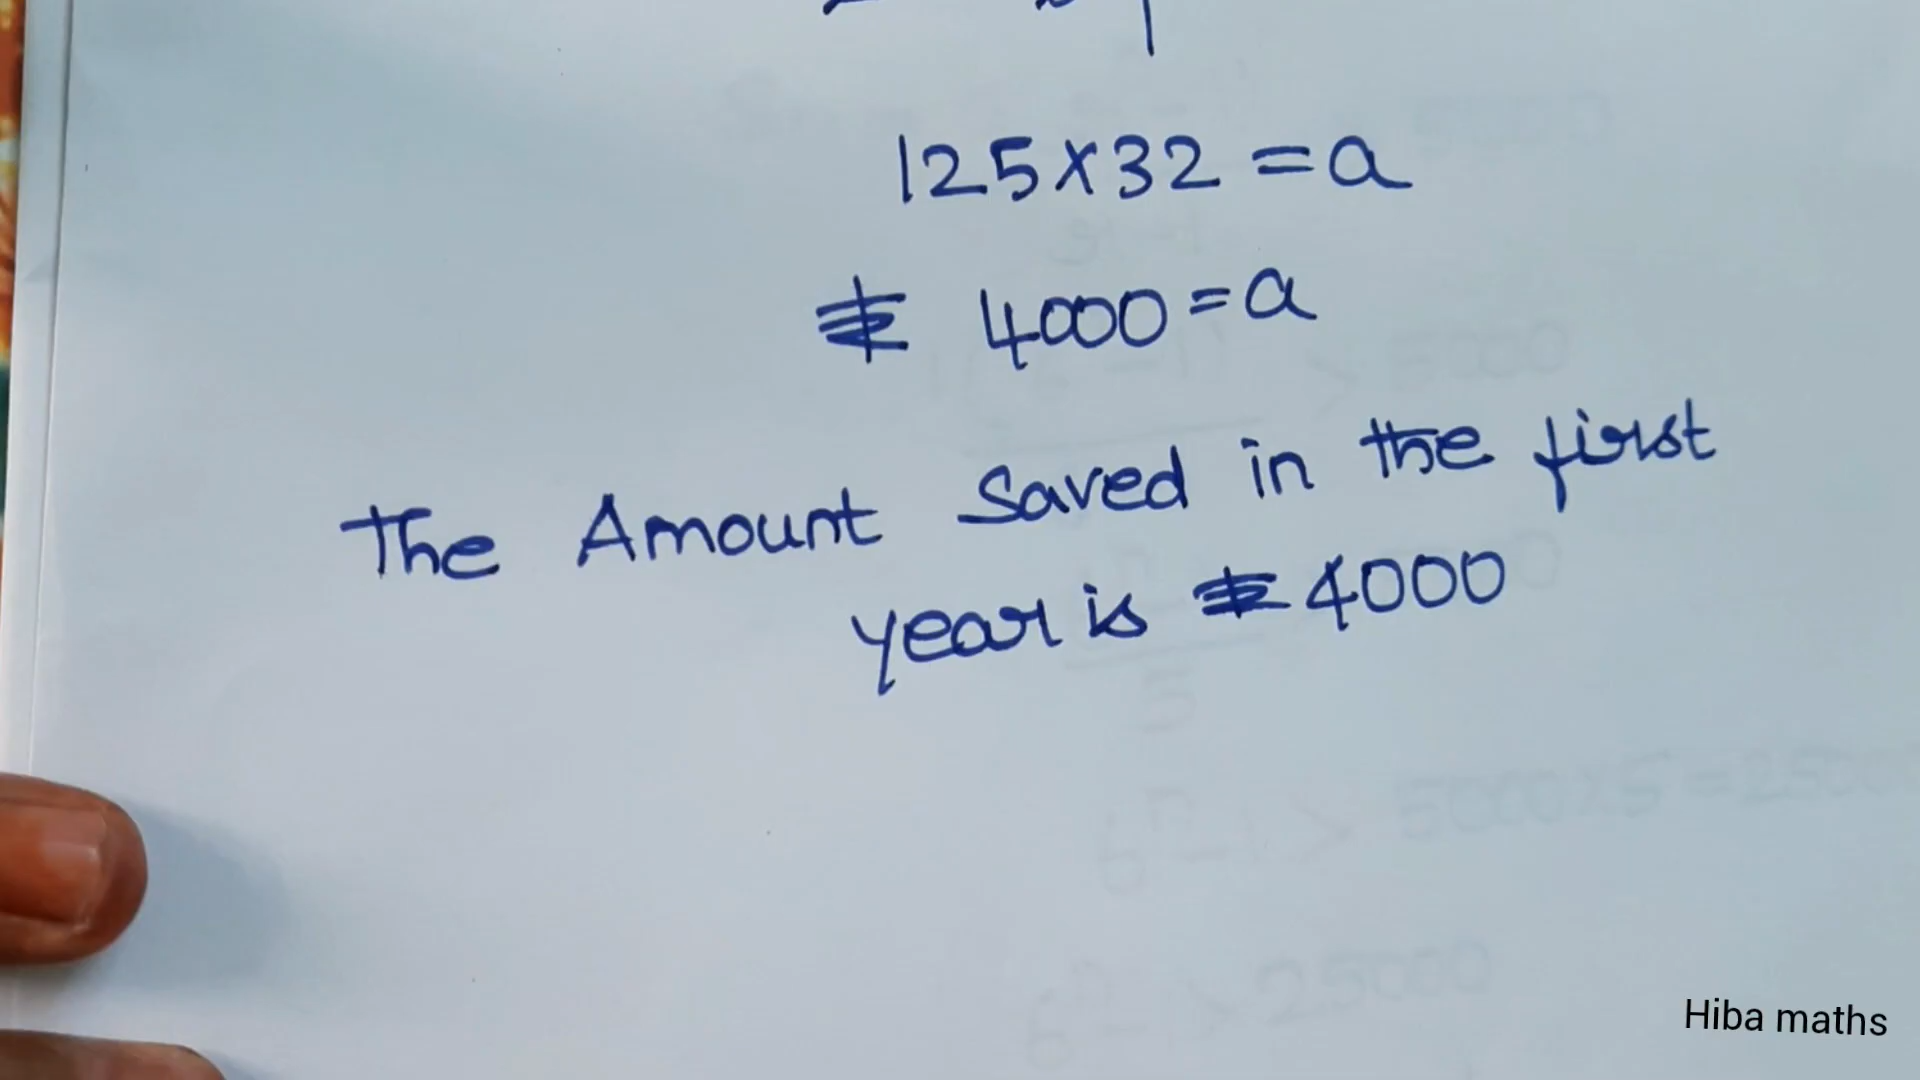 125×32 = a
4000 = a
The Amount Saved in the first
year is 4000
Hiba maths